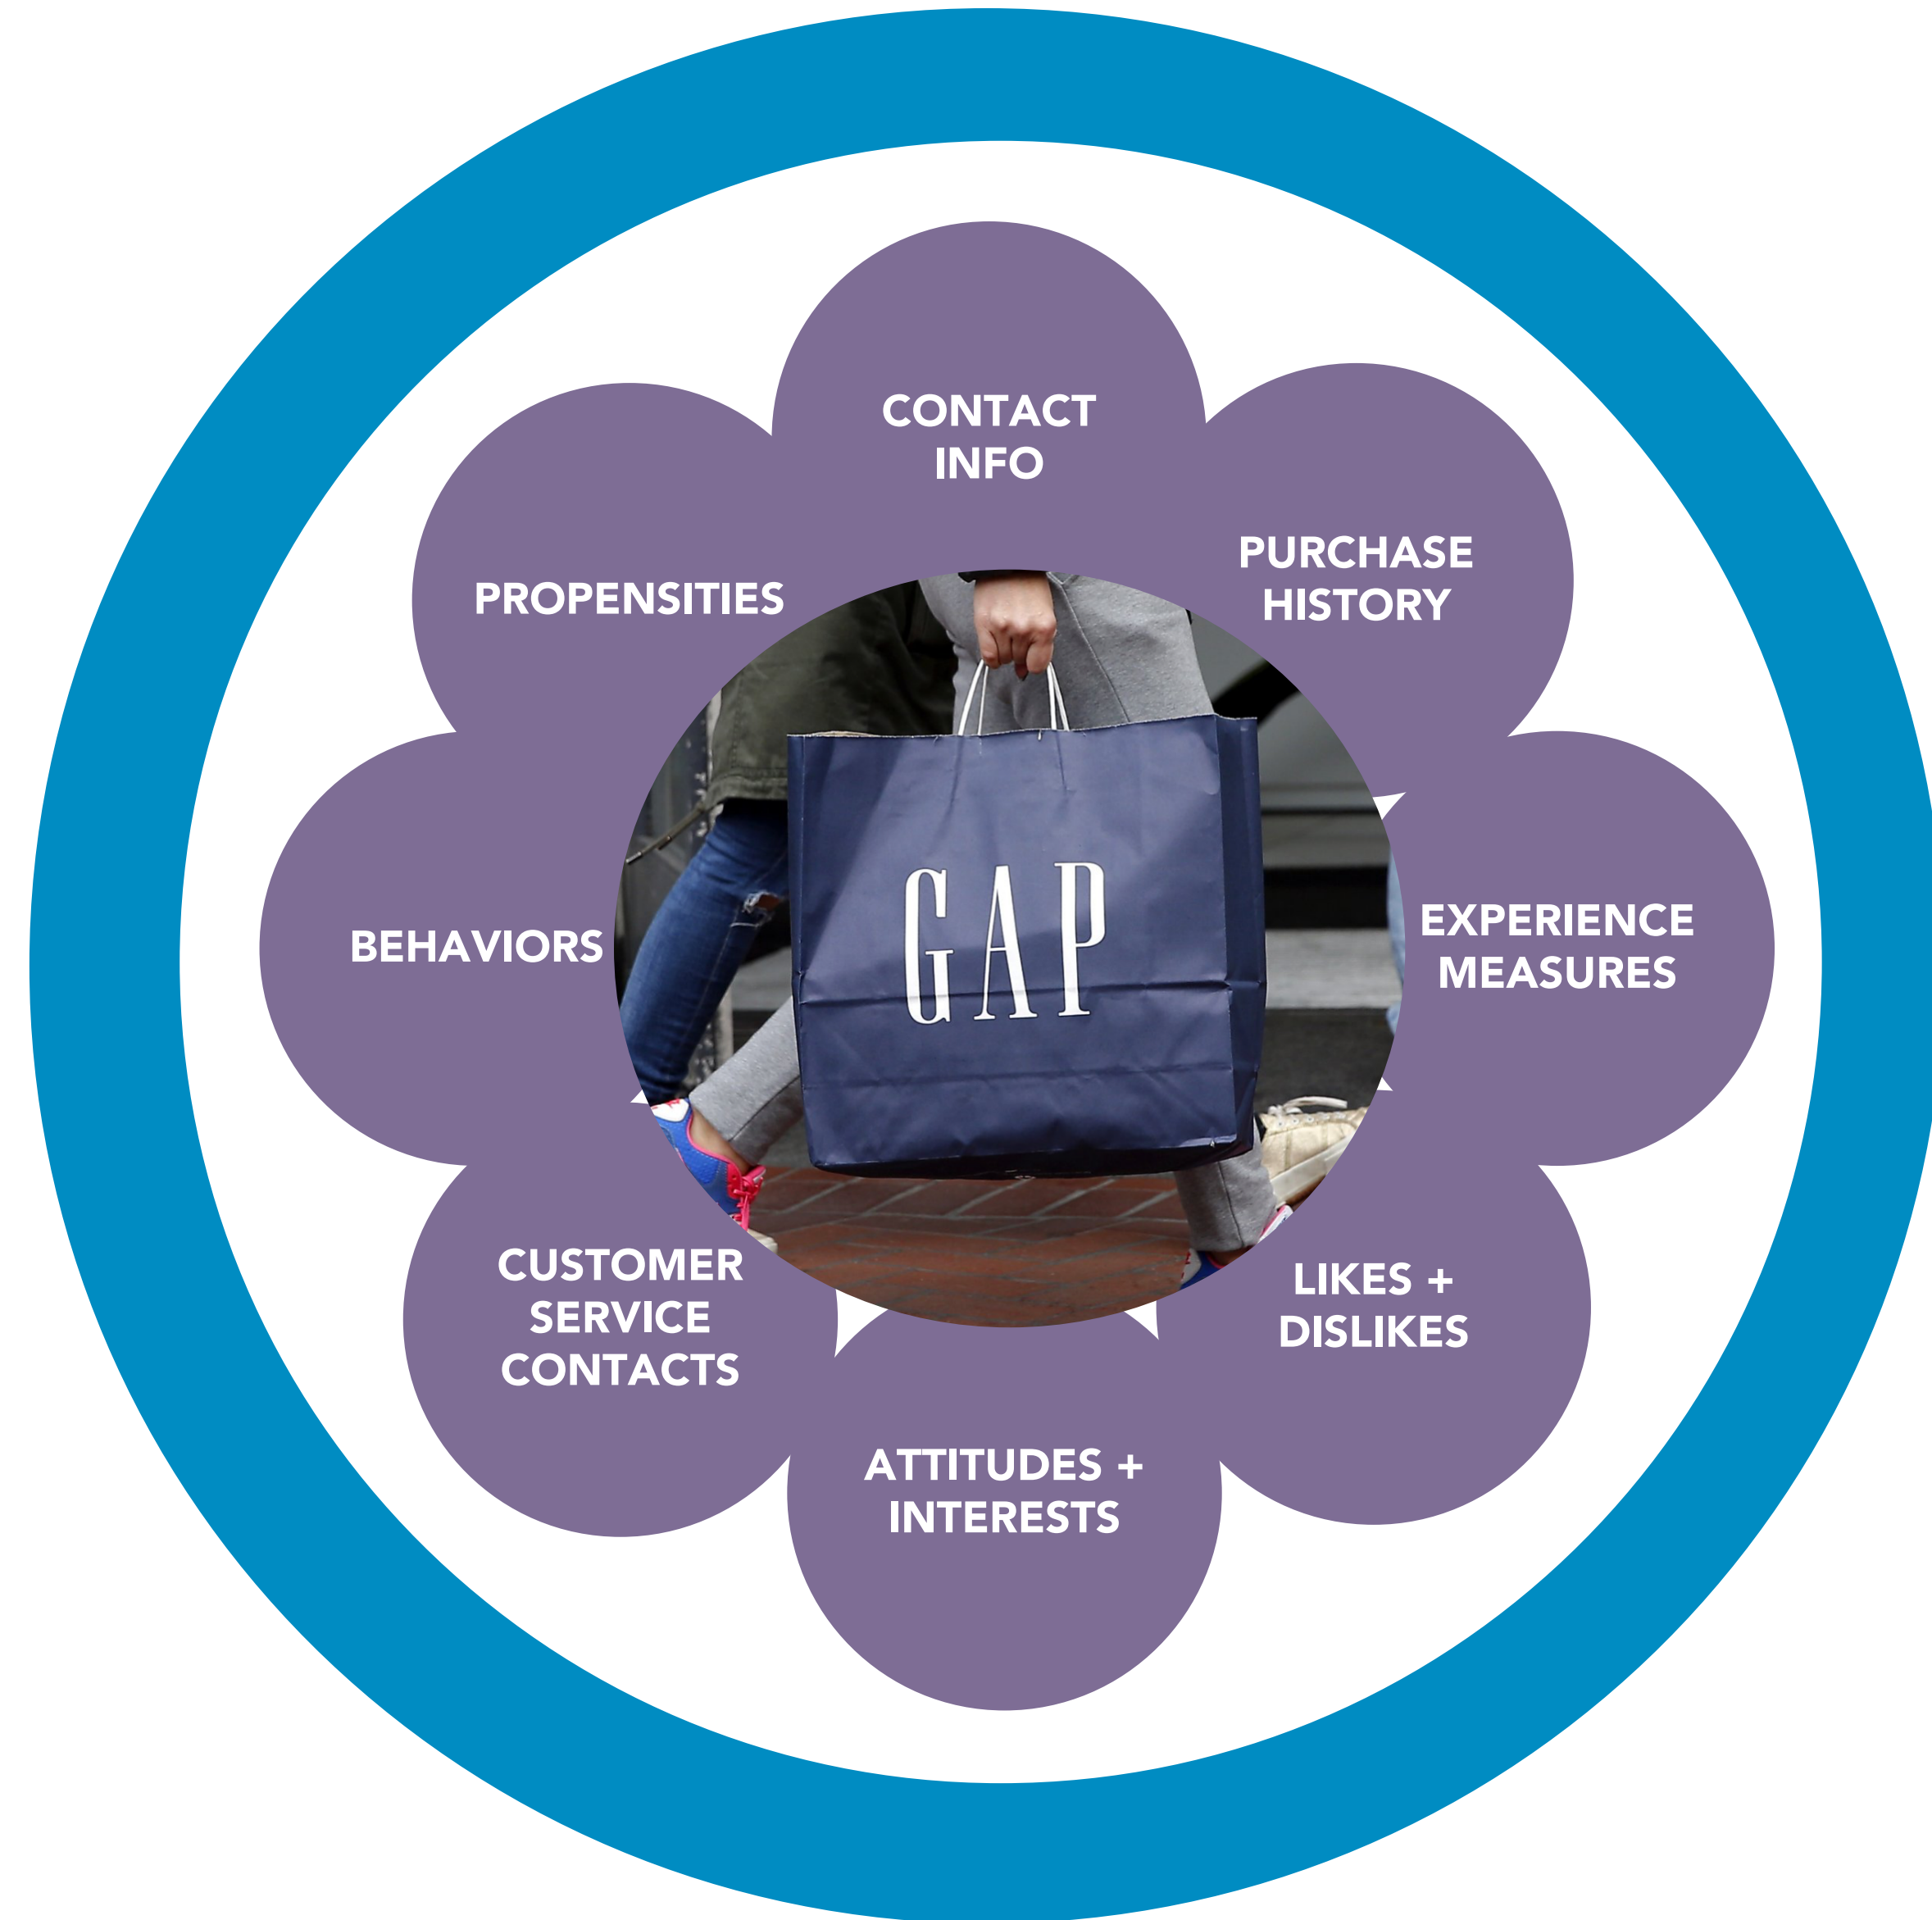 CONTACT
INFO
PURCHASE
HISTORY
PROPENSITIES
EXPERIENCE
MEASURES
BEHAVIORS
GAP
CUSTOMER
SERVICE
CONTACTS
LIKES +
DISLIKES
ATTITUDES +
INTERESTS